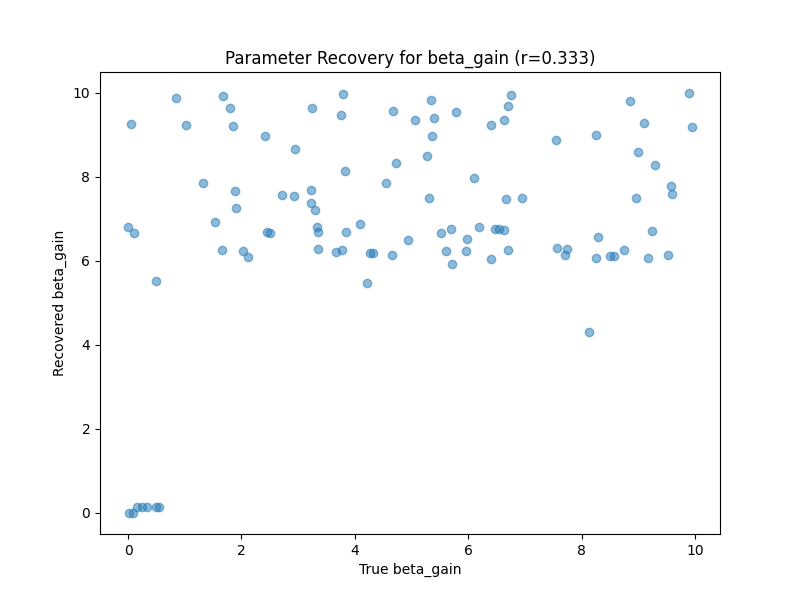 Parameter Recovery for beta_gain (r=0.333)
Recovered beta_gain
10
8
6
4
2
0
0 2 4 6 8 10
True beta_gain